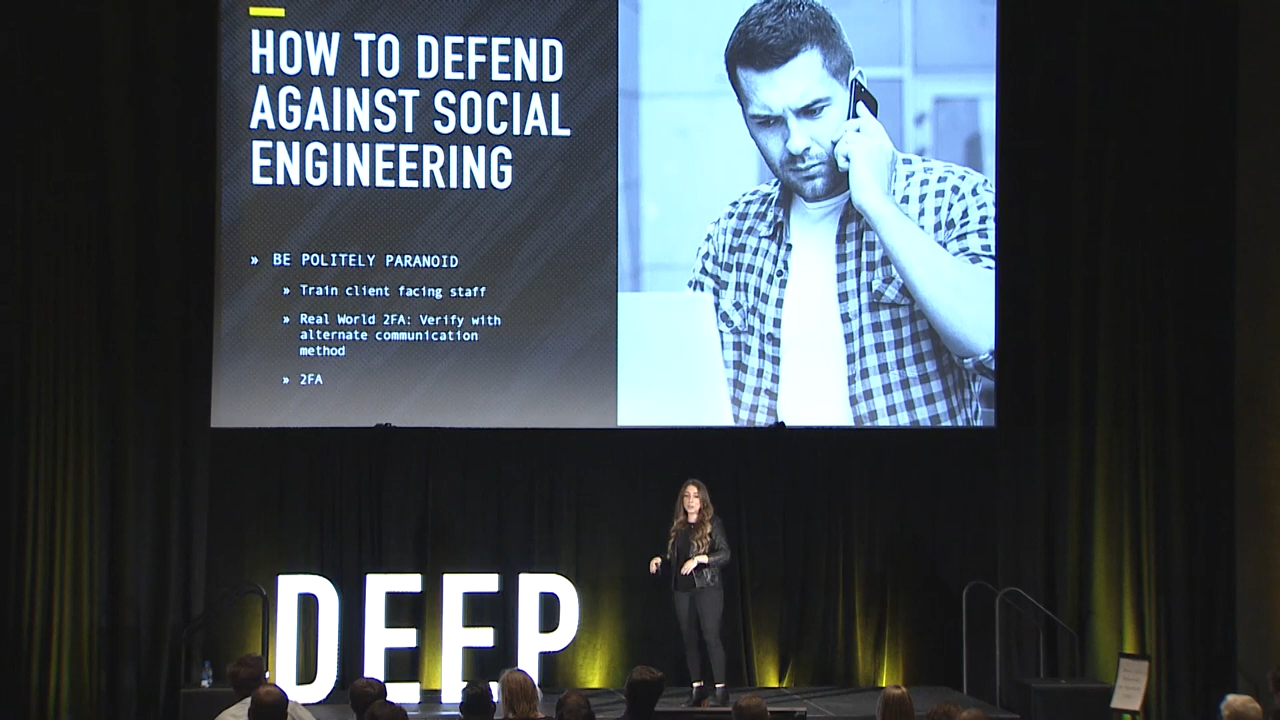 HOW TO DEFEND
AGAINST SOCIAL
ENGINEERING
» BE POLITELY PARANOID
» Train client facing staff
» Real World 2FA: Verify with
alternate communication
method
» 2FA
DEEP